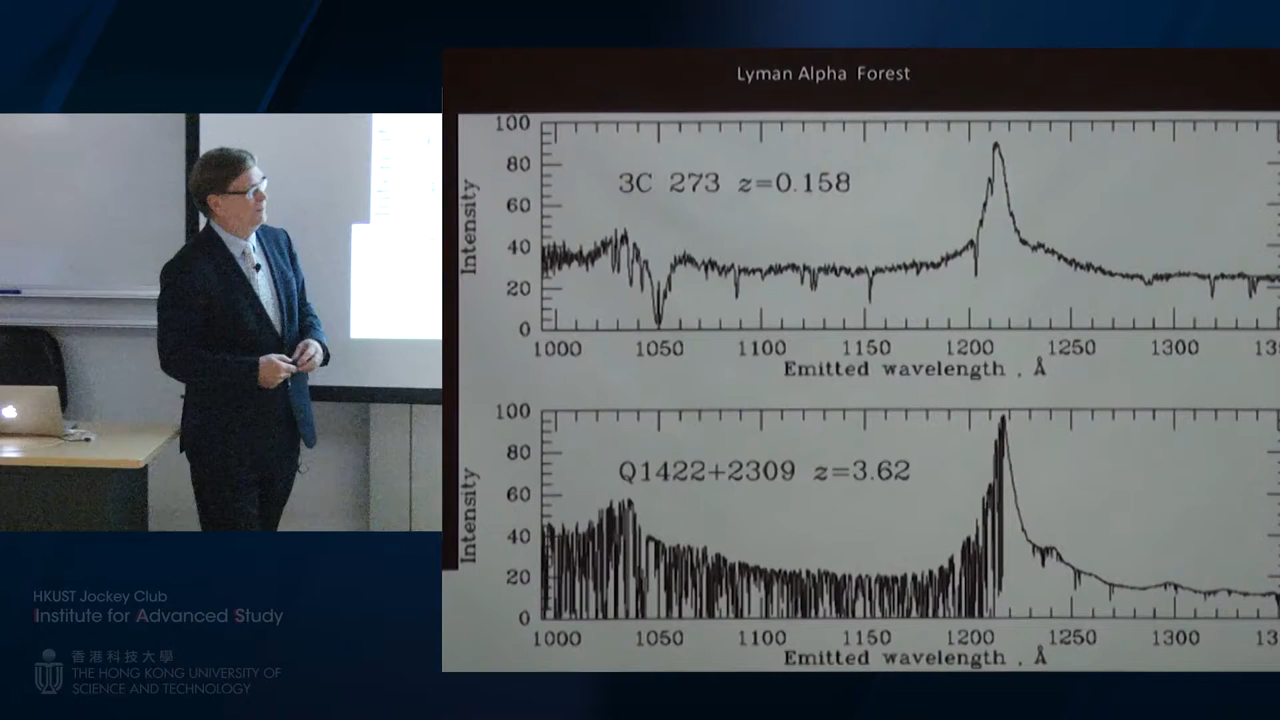 Lyman Alpha Forest
100
80
60
40
20
0
Intensity
3C 273 z=0.158
1000 1050 1100 1150 1200 1250 1300
Emitted wavelength , Å
100
80
60
40
20
0
Intensity
Q1422+2309 z=3.62
1000 1050 1100 1150 1200 1250 1300
Emitted wavelength , Å
HKUST Jockey Club
Institute for Advanced Study
香港科技大學
THE HONG KONG UNIVERSITY OF
SCIENCE AND TECHNOLOGY